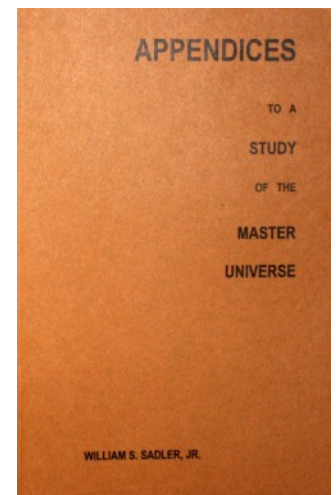 APPENDICES
TO A
STUDY
OF THE
MASTER
UNIVERSE
WILLIAM S. SADLER, JR.